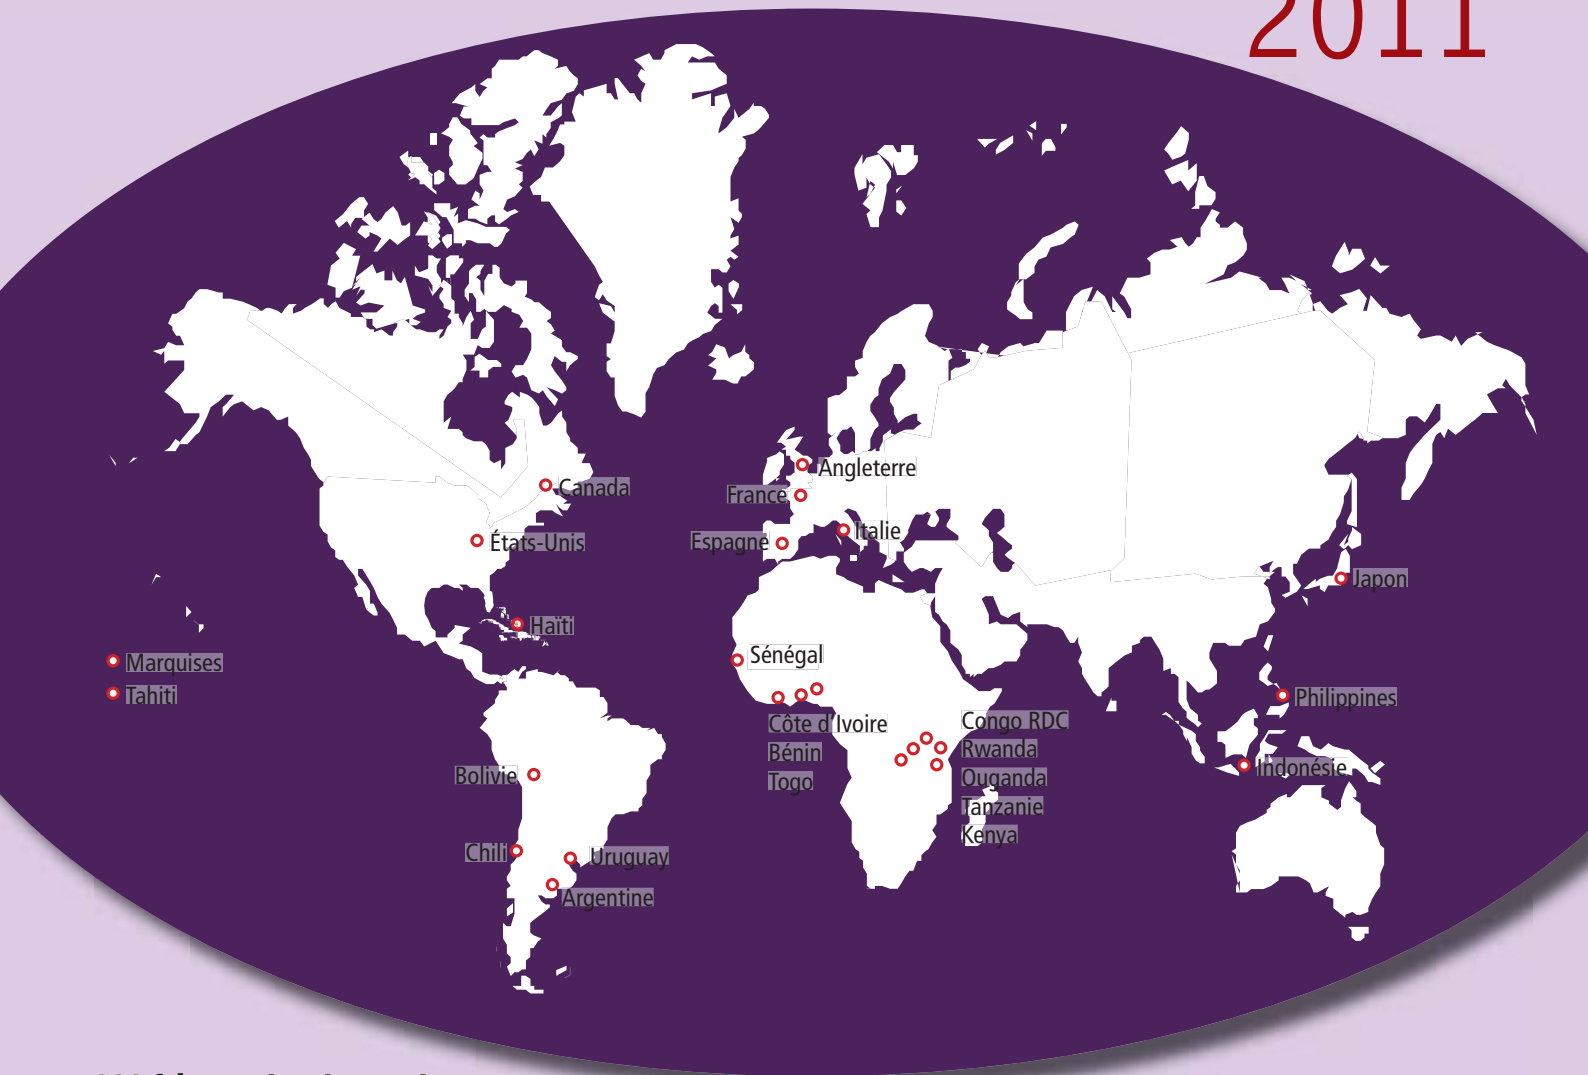 2011
Angleterre
Canada
France
Italie
Espagne
États-Unis
Japon
Haïti
Sénégal
Marquises
Tahiti
Philippines
Côte d'Ivoire
Bénin
Togo
Congo RDC
Rwanda
Ouganda
Tanzanie
Kenya
Indonésie
Bolivie
Chili
Uruguay
Argentine